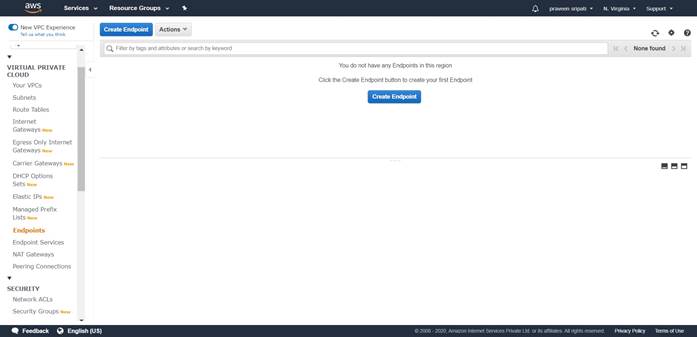 aws
Services
Resource Groups
praveen sripati
N. Virginia
Support
New VPC Experience
Tell us what you think
Create Endpoint
Actions
Filter by tags and attributes or search by keyword
None found
You do not have any Endpoints in this region
Click the Create Endpoint button to create your first Endpoint
Create Endpoint
VIRTUAL PRIVATE
CLOUD
Your VPCs
Subnets
Route Tables
Internet
Gateways New
Egress Only Internet
Gateways New
Carrier Gateways New
DHCP Options
Sets New
Elastic IPs New
Managed Prefix
Lists New
Endpoints
Endpoint Services
NAT Gateways
Peering Connections
SECURITY
Network ACLs
Security Groups New
Feedback
English (US)
© 2008 - 2020, Amazon Internet Services Private Ltd. or its affiliates. All rights reserved.
Privacy Policy
Terms of Use